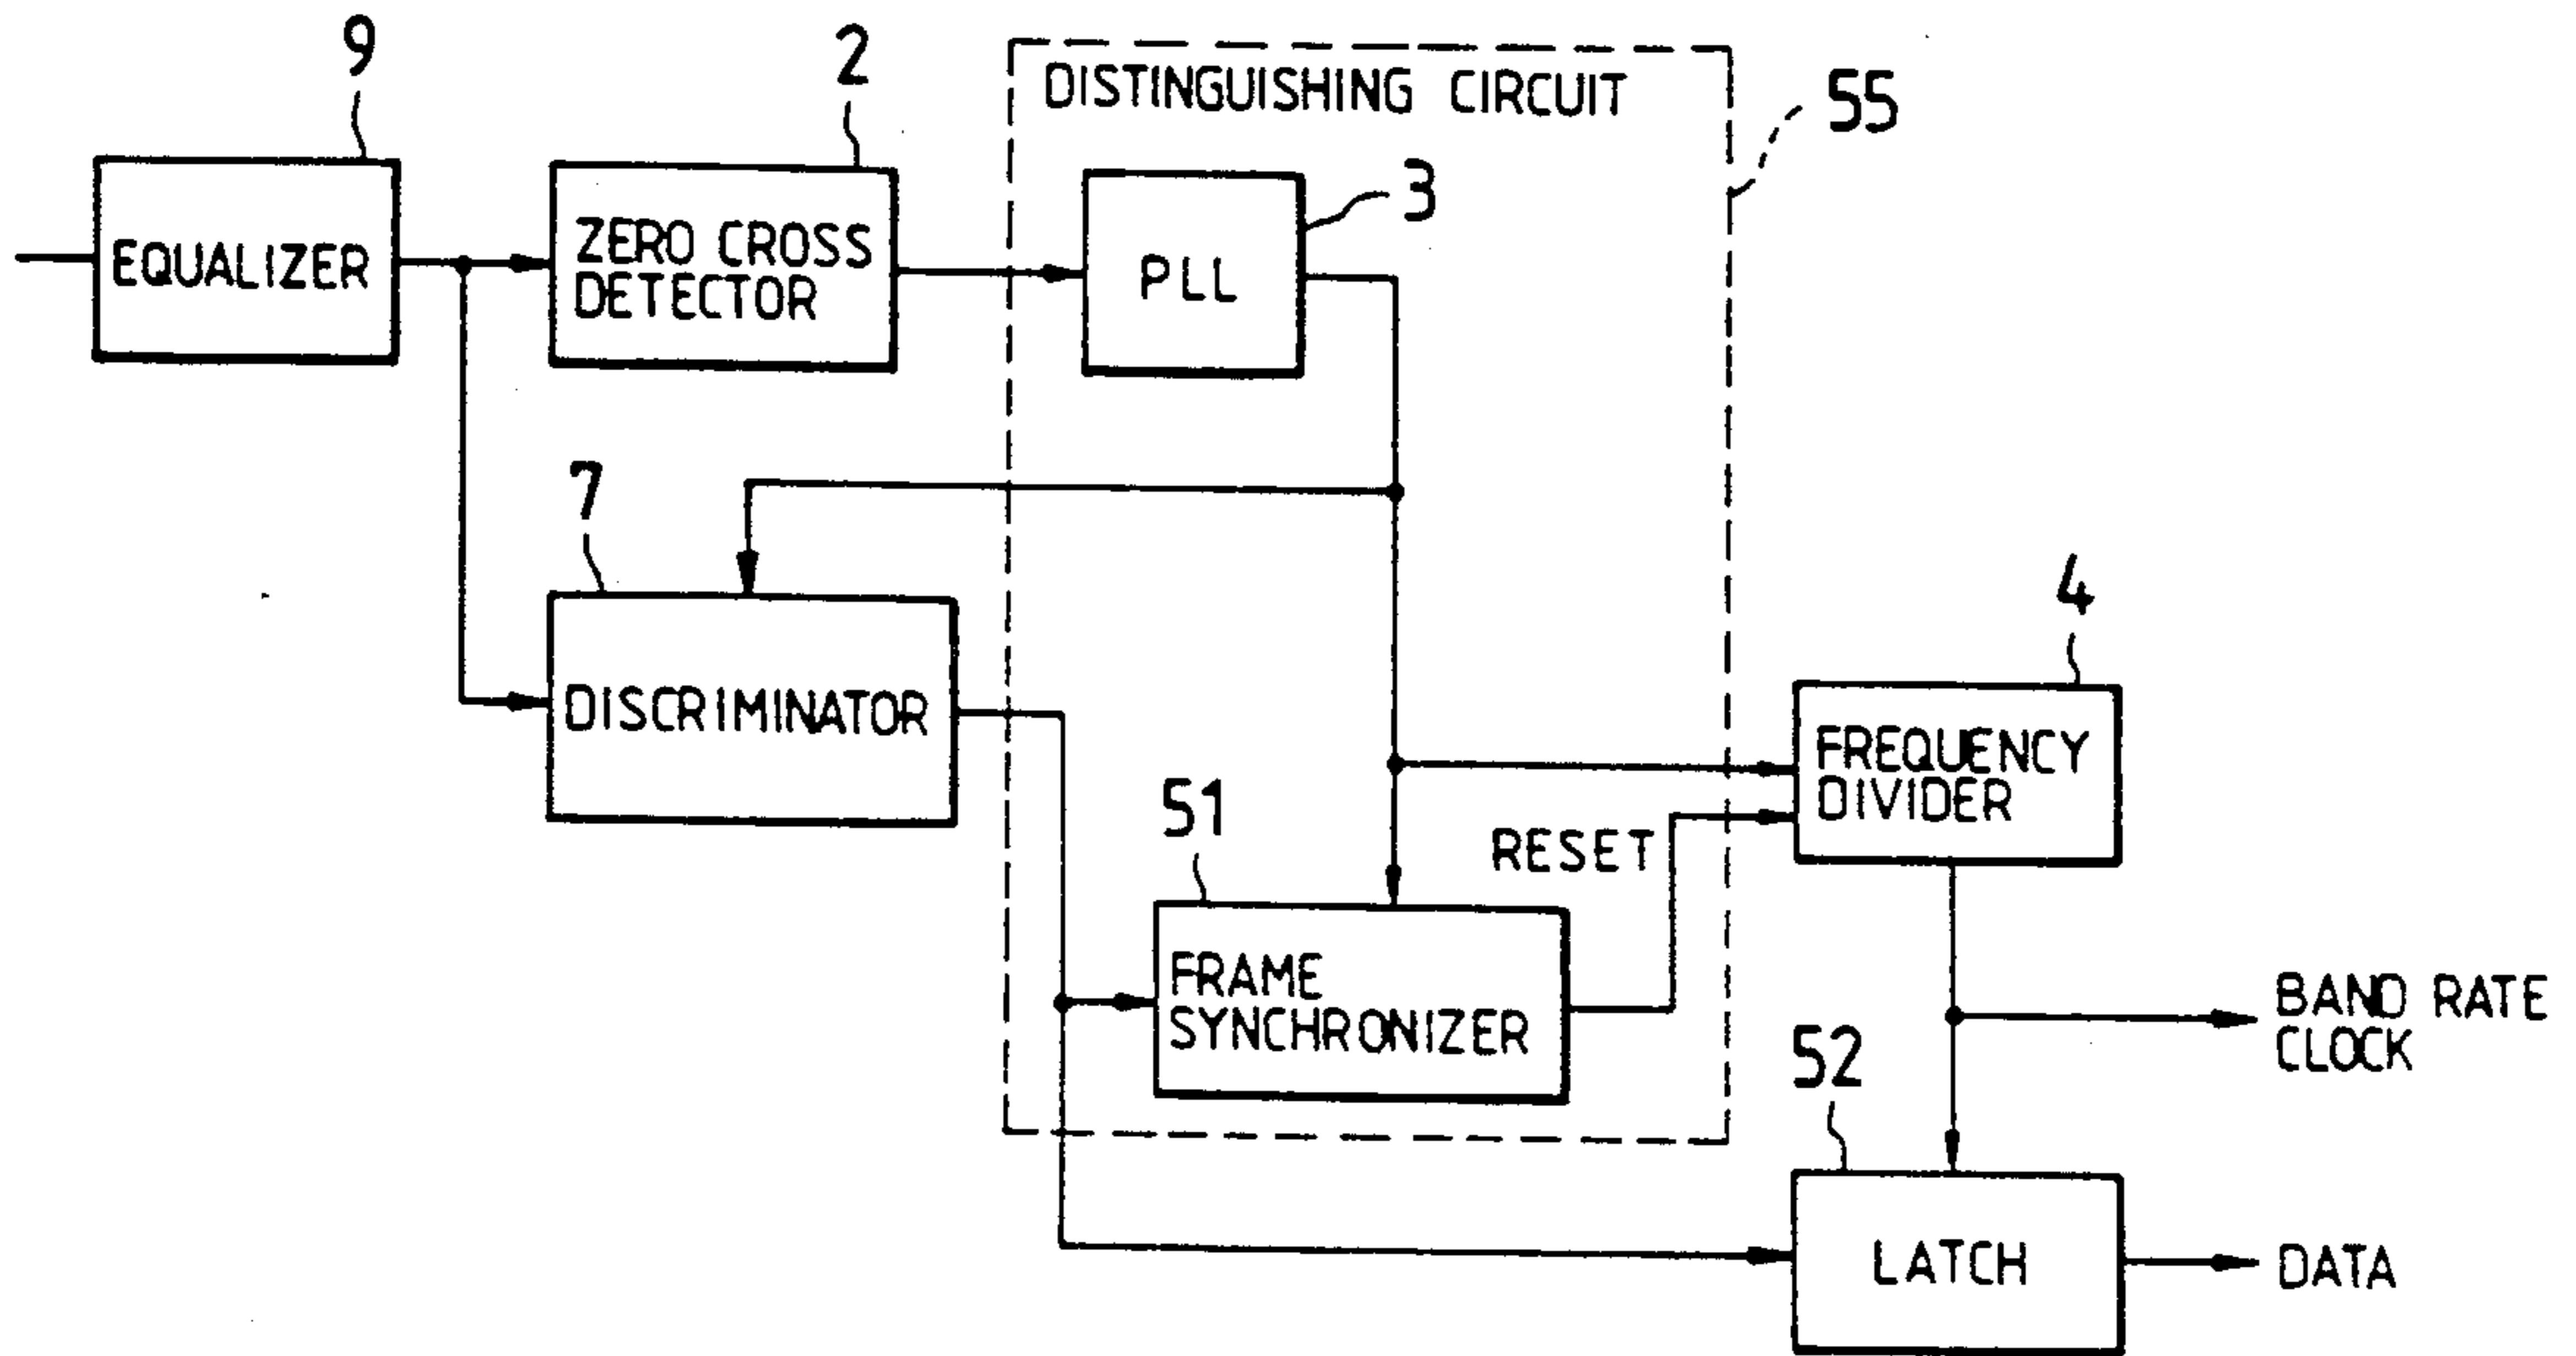 9
2
DISTINGUISHING CIRCUIT
55
EQUALIZER
ZERO CROSS
DETECTOR
3
PLL
7
DISCRIMINATOR
4
FREQUENCY
DIVIDER
51
RESET
FRAME
SYNCHRONIZER
BAND RATE
CLOCK
52
LATCH
DATA